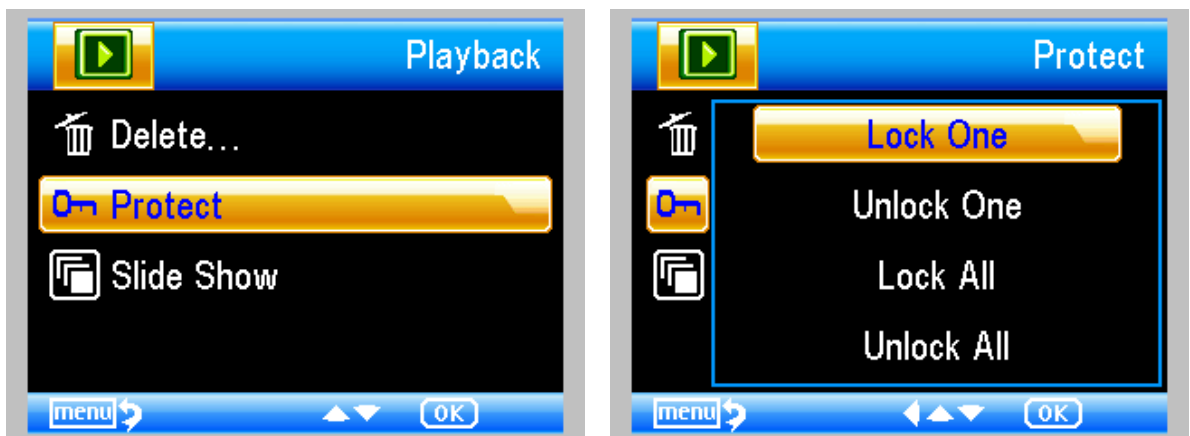 Playback
Delete...
Protect
Slide Show
menu OK
Protect
Lock One
Unlock One
Lock All
Unlock All
menu OK